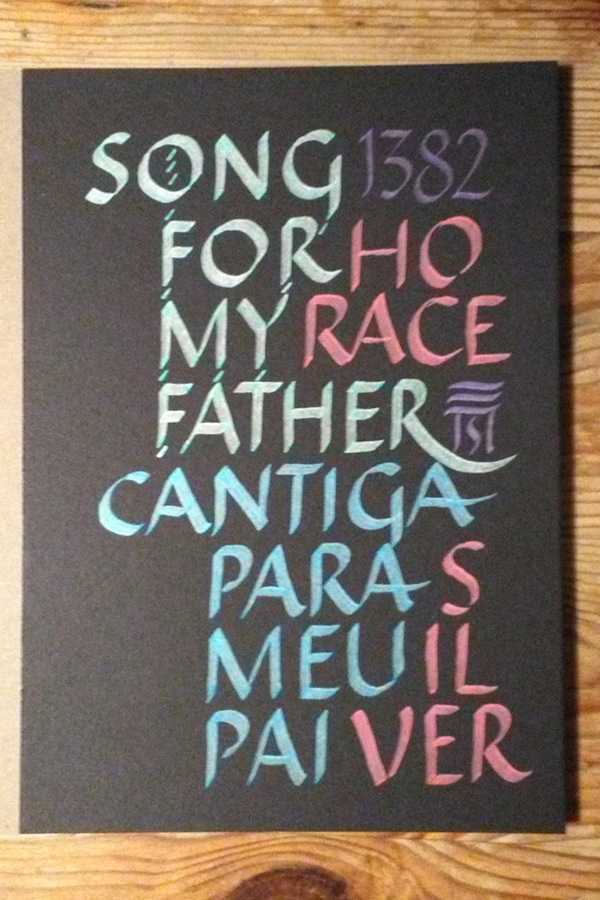 SONG 1382
FOR HO
MY RACE
FATHER
CANTIGA
PARA S
MEU IL
PAI VER